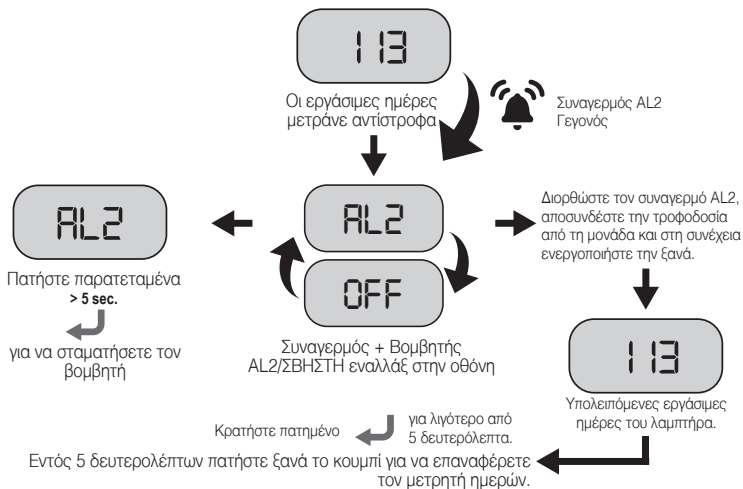 113
Οι εργάσιμες ημέρες
μετράνε αντίστροφα
Συναγερμός AL2
Γεγονός
AL2
Πατήστε παρατεταμένα
> 5 sec.
για να σταματήσετε τον
βομβητή
AL2
OFF
Συναγερμός + Βομβητής
AL2/ΣΒΗΣΤΗ εναλλάξ στην οθόνη
Διορθώστε τον συναγερμό AL2,
αποσυνδέστε την τροφοδοσία
από τη μονάδα και στη συνέχεια
ενεργοποιήστε την ξανά.
113
Υπολειπόμενες εργάσιμες
ημέρες του λαμπτήρα.
Κρατήστε πατημένο
για λιγότερο από
5 δευτερόλεπτα.
Εντός 5 δευτερολέπτων πατήστε ξανά το κουμπί για να επαναφέρετε
τον μετρητή ημερών.